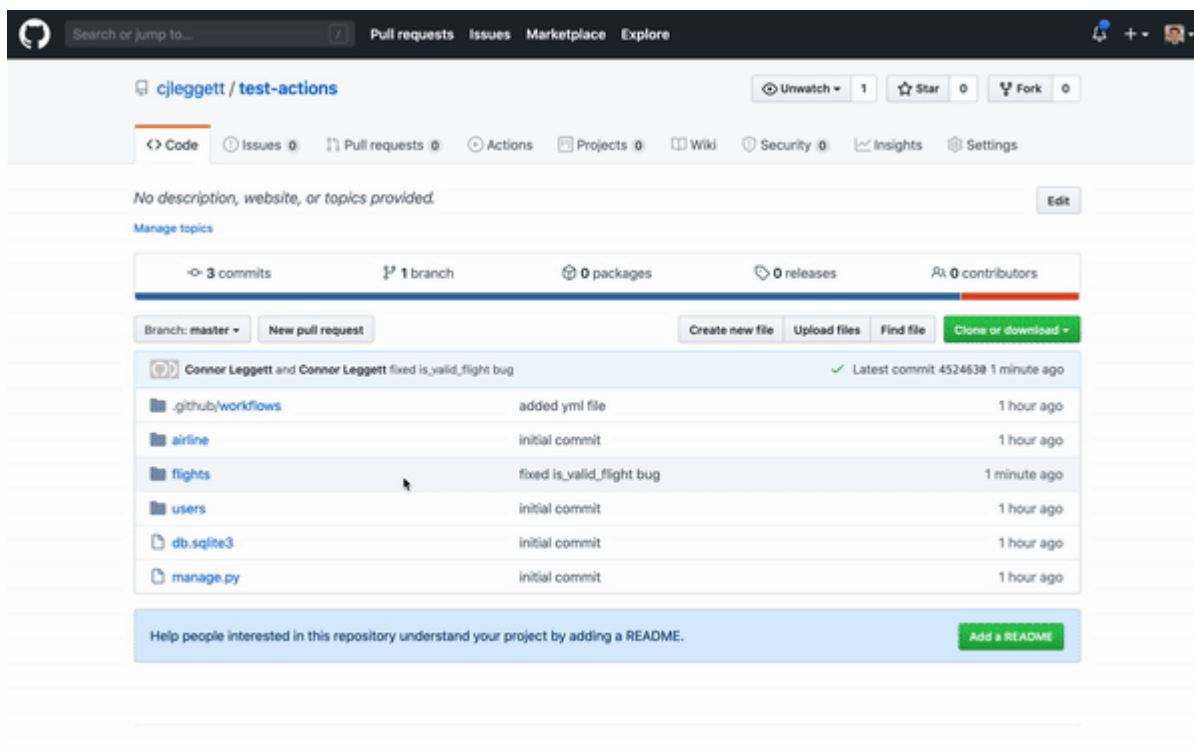 Search or jump to... / Pull requests Issues Marketplace Explore
cjleggett / test-actions Unwatch 1 Star 0 Fork 0
<> Code Issues 0 Pull requests 0 Actions Projects 0 Wiki Security 0 Insights Settings
No description, website, or topics provided. Edit
Manage topics
3 commits 1 branch 0 packages 0 releases 0 contributors
Branch: master New pull request Create new file Upload files Find file Clone or download
Connor Leggett and Connor Leggett fixed is_valid_flight bug Latest commit 4524630 1 minute ago
.github/workflows added yml file 1 hour ago
airline initial commit 1 hour ago
flights fixed is_valid_flight bug 1 minute ago
users initial commit 1 hour ago
db.sqlite3 initial commit 1 hour ago
manage.py initial commit 1 hour ago
Help people interested in this repository understand your project by adding a README. Add a README